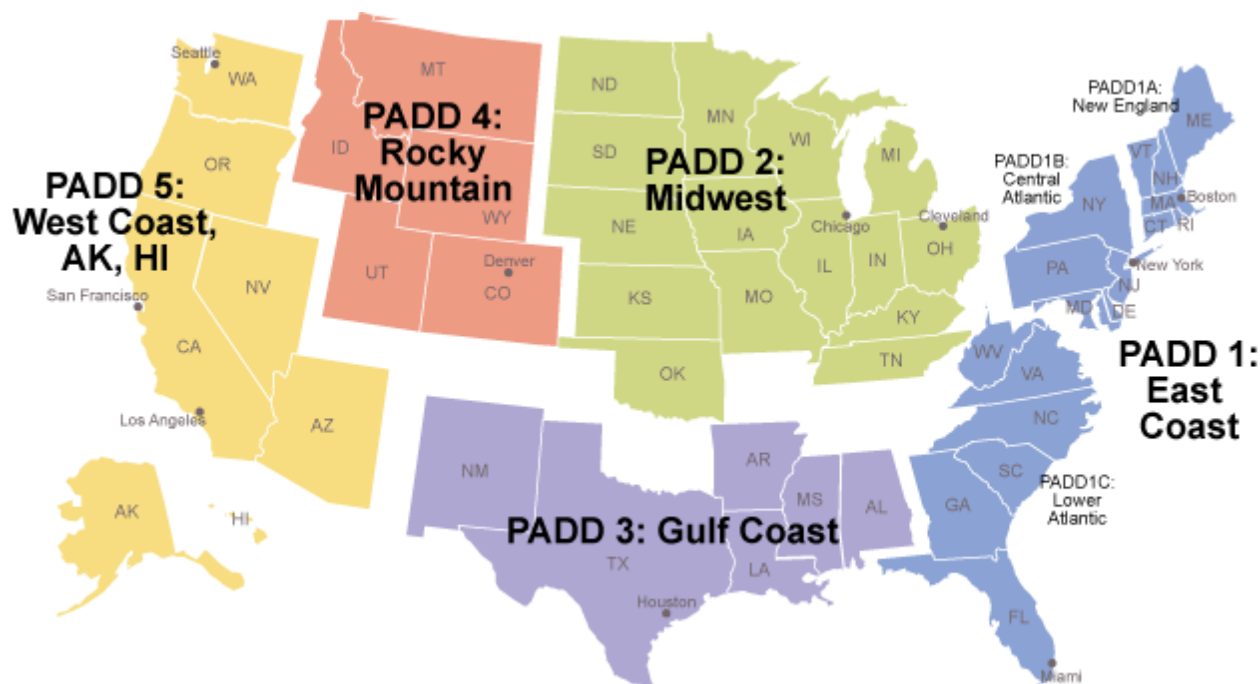 Seattle
WA
OR
PADD 5:
West Coast,
AK, HI
San Francisco
NV
CA
Los Angeles
AZ
AK
HI
MT
PADD 4:
Rocky
Mountain
ID
WY
UT
Denver
CO
ND
MN
SD
WI
MI
PADD 2:
Midwest
NE
IA
Chicago
Cleveland
IL
IN
OH
KS
MO
KY
TN
OK
NM
AR
MS
AL
PADD 3: Gulf Coast
TX
LA
Houston
PADD1A:
New England
ME
VT
NH
PADD1B:
Central
Atlantic
NY
MA
Boston
CT
RI
PA
New York
NJ
MD
DE
PADD 1:
East
Coast
WV
VA
NC
SC
PADD1C:
Lower
Atlantic
GA
FL
Miami